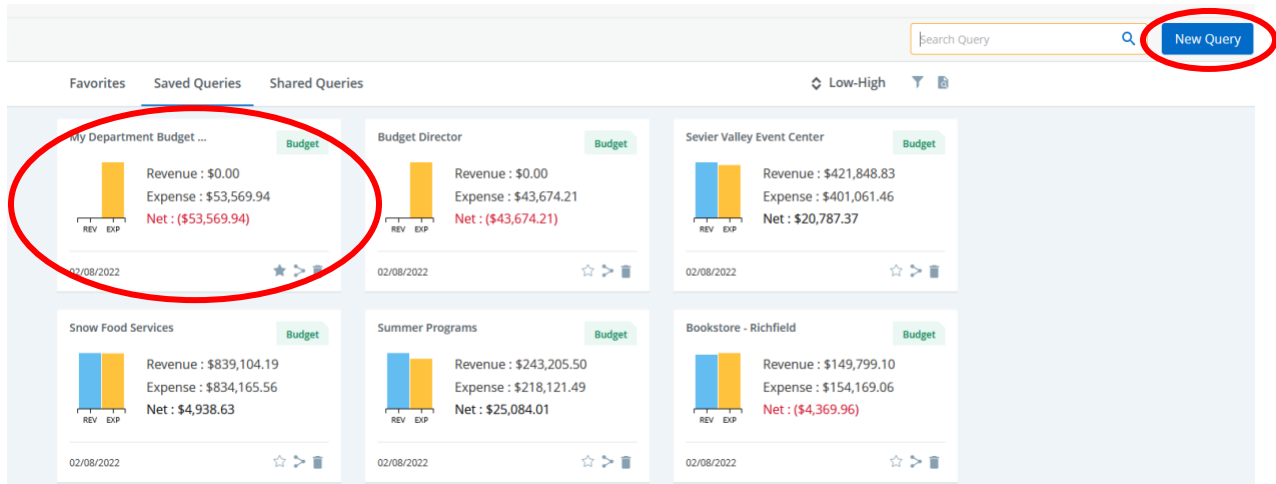 Search Query
New Query
Favorites Saved Queries Shared Queries
Low-High
My Department Budget ...
Budget
Revenue : $0.00
Expense : $53,569.94
Net : ($53,569.94)
REV EXP
02/08/2022
Budget Director
Budget
Revenue : $0.00
Expense : $43,674.21
Net : ($43,674.21)
REV EXP
02/08/2022
Sevier Valley Event Center
Budget
Revenue : $421,848.83
Expense : $401,061.46
Net : $20,787.37
REV EXP
02/08/2022
Snow Food Services
Budget
Revenue : $839,104.19
Expense : $834,165.56
Net : $4,938.63
REV EXP
02/08/2022
Summer Programs
Budget
Revenue : $243,205.50
Expense : $218,121.49
Net : $25,084.01
REV EXP
02/08/2022
Bookstore - Richfield
Budget
Revenue : $149,799.10
Expense : $154,169.06
Net : ($4,369.96)
REV EXP
02/08/2022